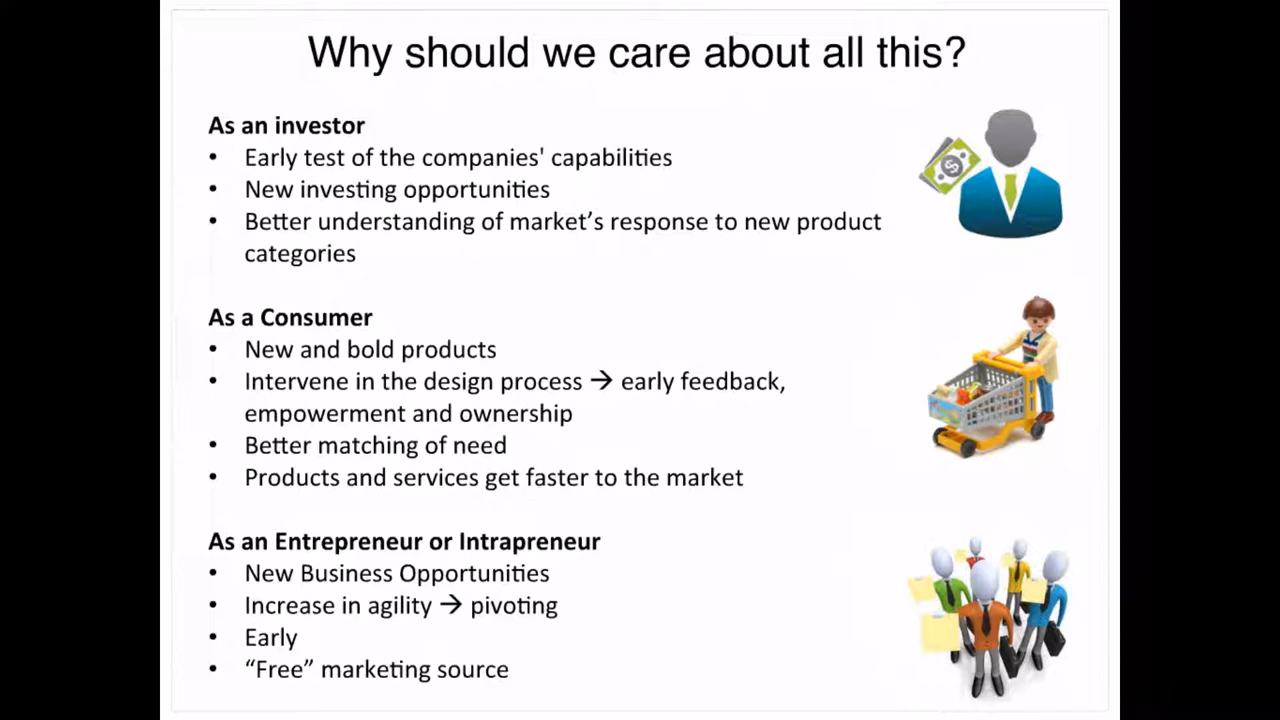 Why should we care about all this?
As an investor
• Early test of the companies' capabilities
• New investing opportunities
• Better understanding of market’s response to new product
categories
As a Consumer
• New and bold products
• Intervene in the design process → early feedback,
empowerment and ownership
• Better matching of need
• Products and services get faster to the market
As an Entrepreneur or Intrapreneur
• New Business Opportunities
• Increase in agility → pivoting
• Early
• “Free” marketing source
$